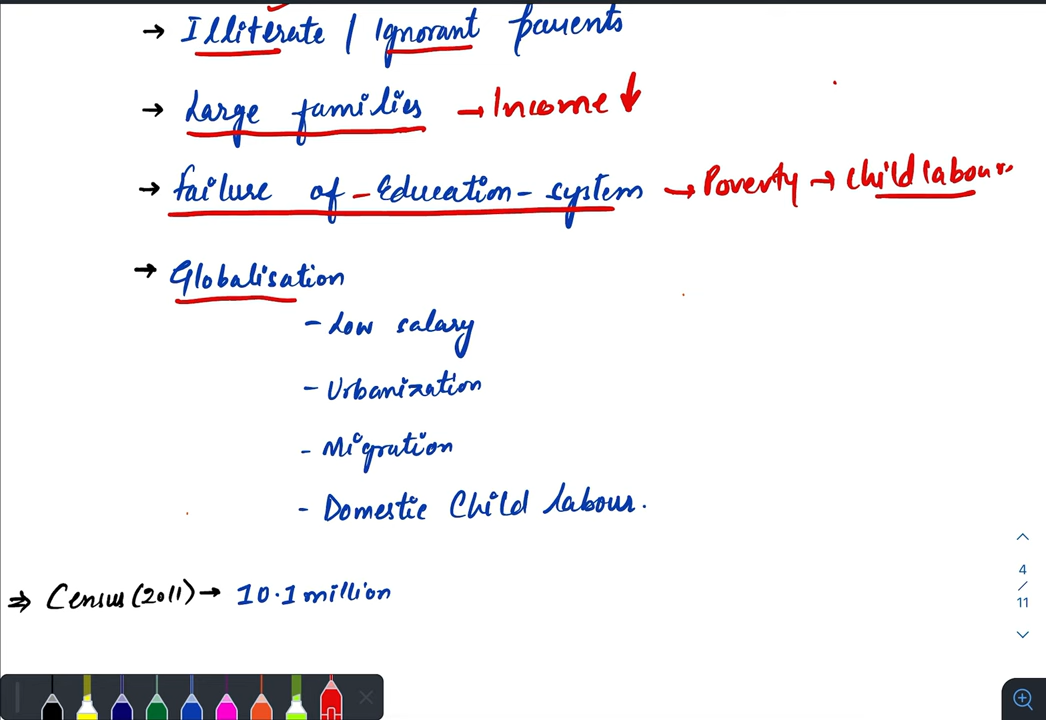 → Illiterate / Ignorant parents
→ Large families → Income ↓
→ failure of - Education - system → Poverty → child labour.
→ Globalisation
- Low salary
- Urbanization
- Migration
- Domestic Child labour.
⇒ Census (2011) → 10.1 million
4
/
11